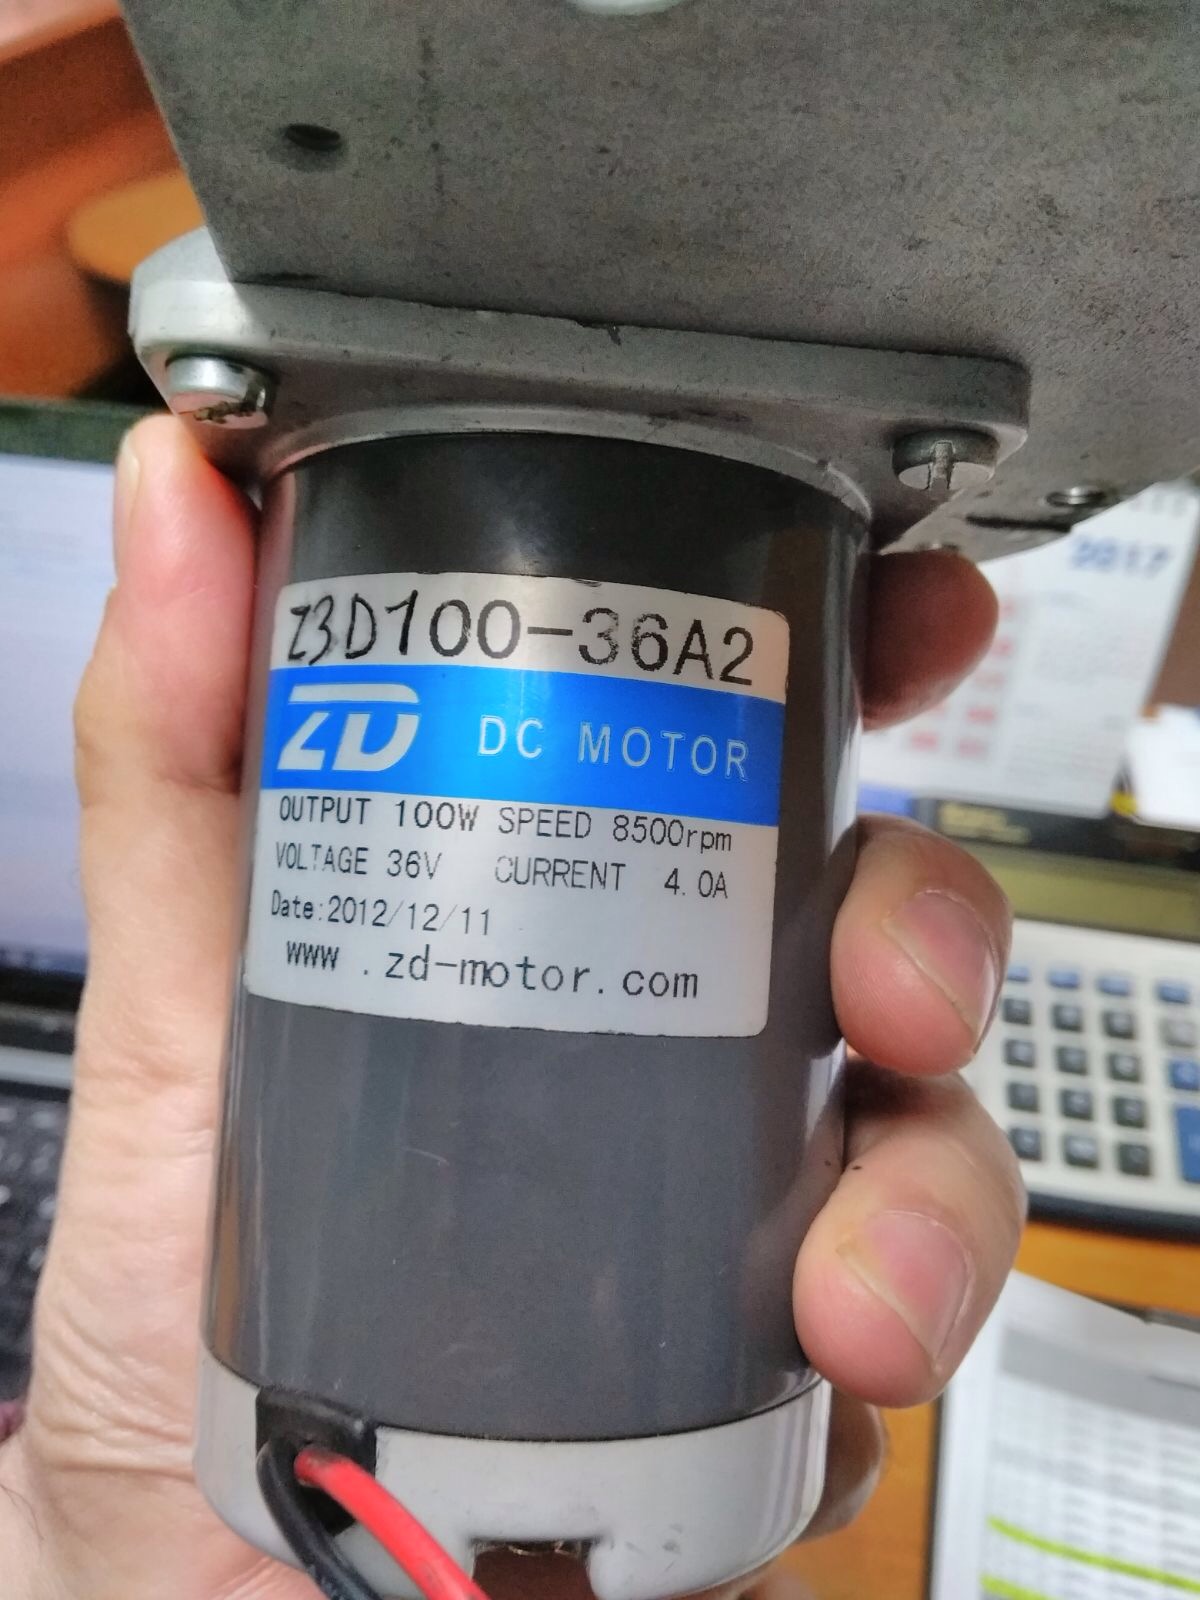 Z3D100-36A2
ZD DC MOTOR
OUTPUT 100W SPEED 8500rpm
VOLTAGE 36V CURRENT 4.0A
Date:2012/12/11
www.zd-motor.com
2017